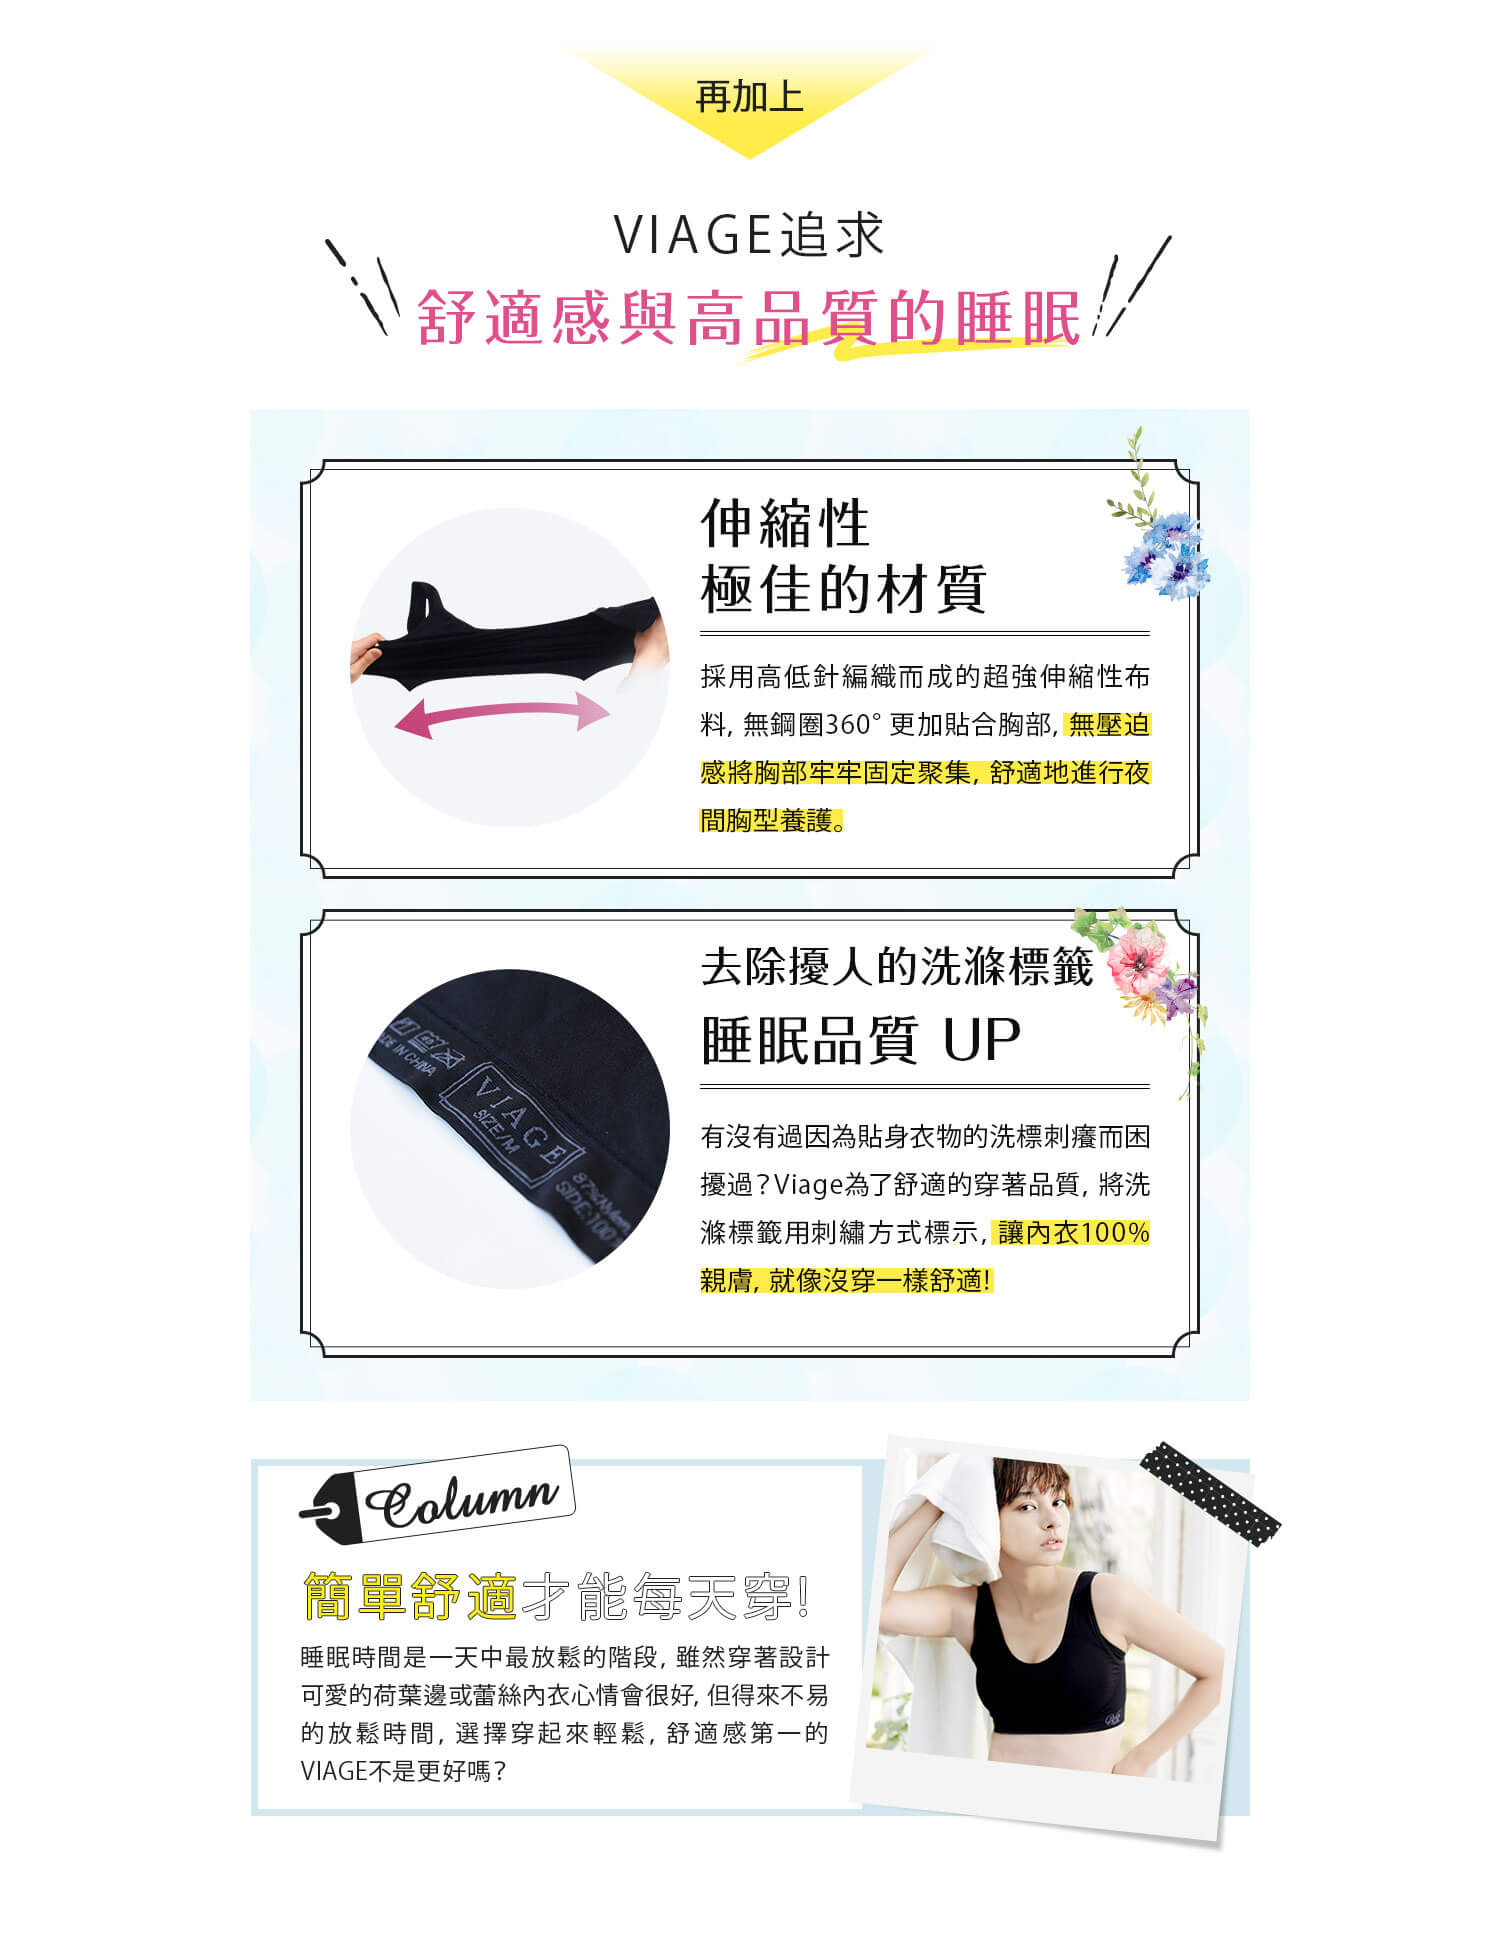 再加上
VIAGE追求
舒適感與高品質的睡眠
伸縮性
極佳的材質
採用高低針編織而成的超強伸縮性布
料, 無鋼圈360° 更加貼合胸部, 無壓迫
感將胸部牢牢固定聚集, 舒適地進行夜
間胸型養護。
去除擾人的洗滌標籤
睡眠品質 UP
DE IN CHINA
VIAGE
SIZE/M
87%Nylon
SIDE:100
有沒有過因為貼身衣物的洗標刺癢而困
擾過？Viage為了舒適的穿著品質, 將洗
滌標籤用刺繡方式標示, 讓內衣100%
親膚, 就像沒穿一樣舒適!
Column
簡單舒適才能每天穿!
睡眠時間是一天中最放鬆的階段, 雖然穿著設計
可愛的荷葉邊或蕾絲內衣心情會很好, 但得來不易
的放鬆時間, 選擇穿起來輕鬆, 舒適感第一的
VIAGE不是更好嗎？